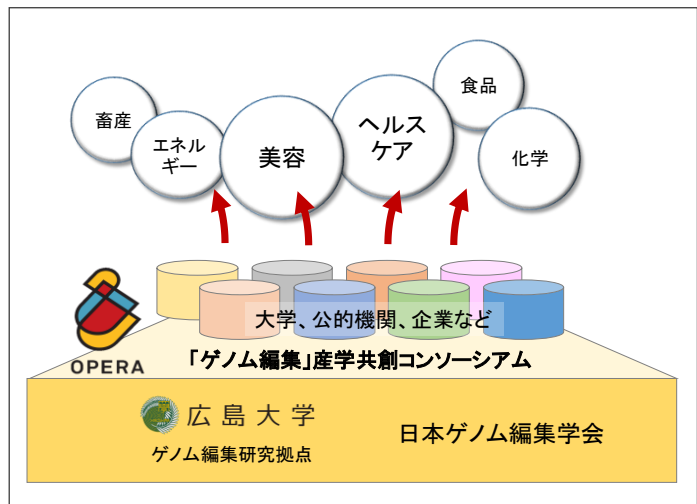 畜産
エネル
ギー
美容
ヘルス
ケア
食品
化学
大学、公的機関、企業など
「ゲノム編集」産学共創コンソーシアム
OPERA
広島大学
ゲノム編集研究拠点
日本ゲノム編集学会